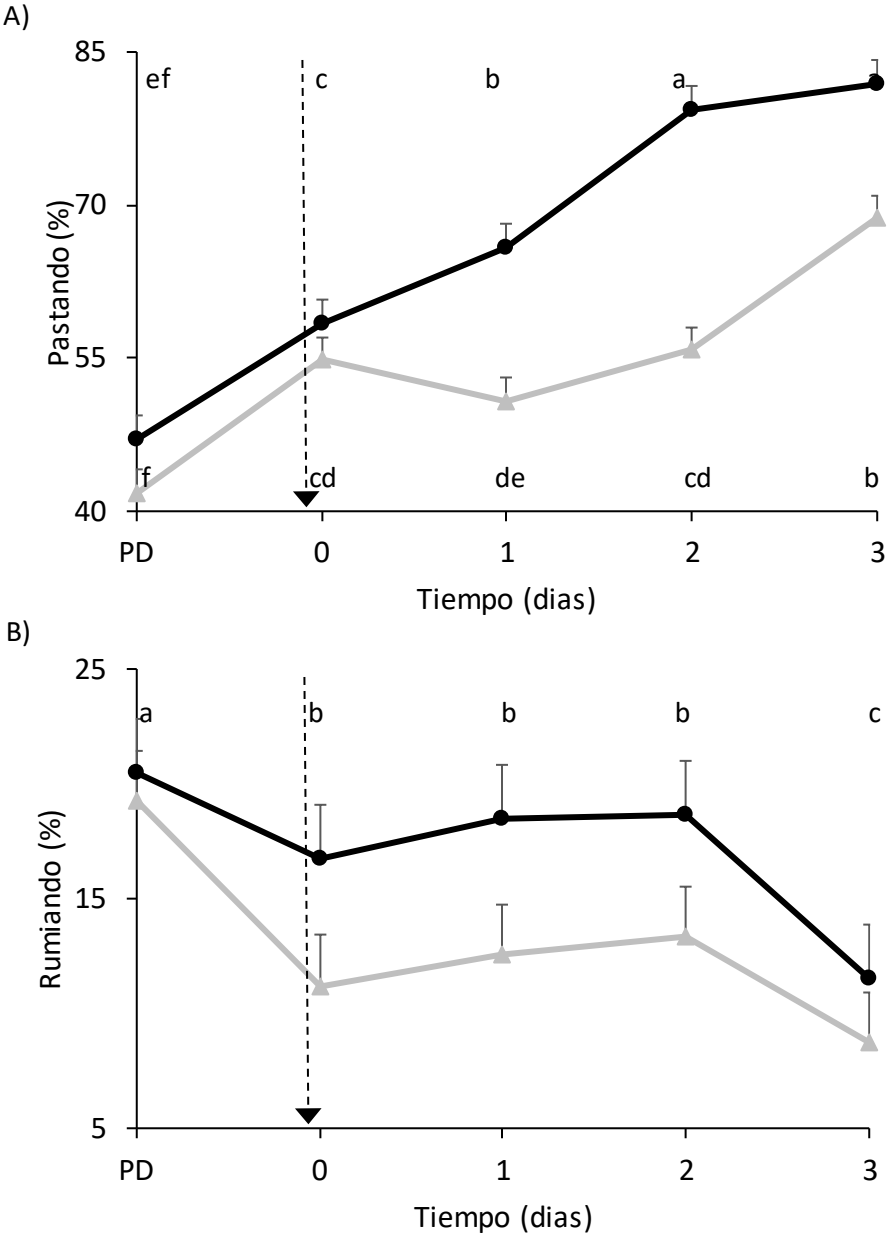 A)
85
ef c b a a
70
Pastando (%)
55
f cd de cd b
40
PD 0 1 2 3
Tiempo (dias)
B)
25
a b b b c
Rumiando (%)
15
5
PD 0 1 2 3
Tiempo (dias)